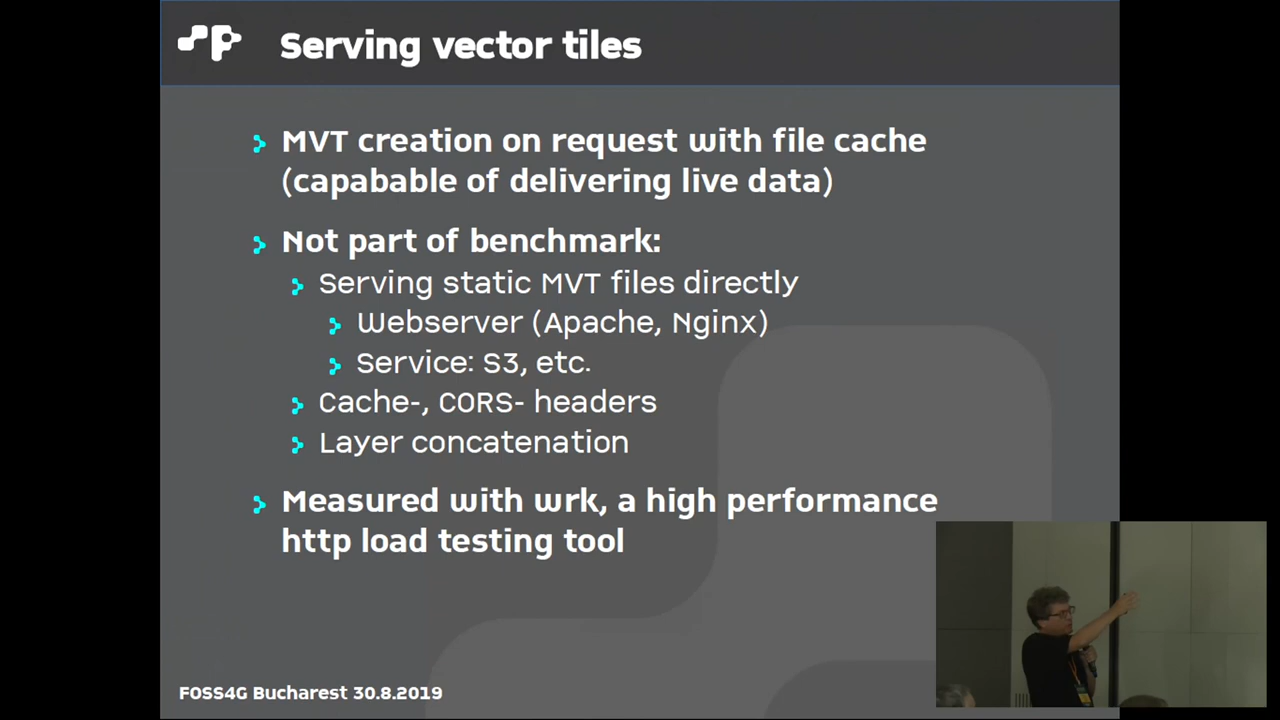 Serving vector tiles
MVT creation on request with file cache
(capabable of delivering live data)
Not part of benchmark:
Serving static MVT files directly
Webserver (Apache, Nginx)
Service: S3, etc.
Cache-, CORS- headers
Layer concatenation
Measured with wrk, a high performance
http load testing tool
FOSS4G Bucharest 30.8.2019